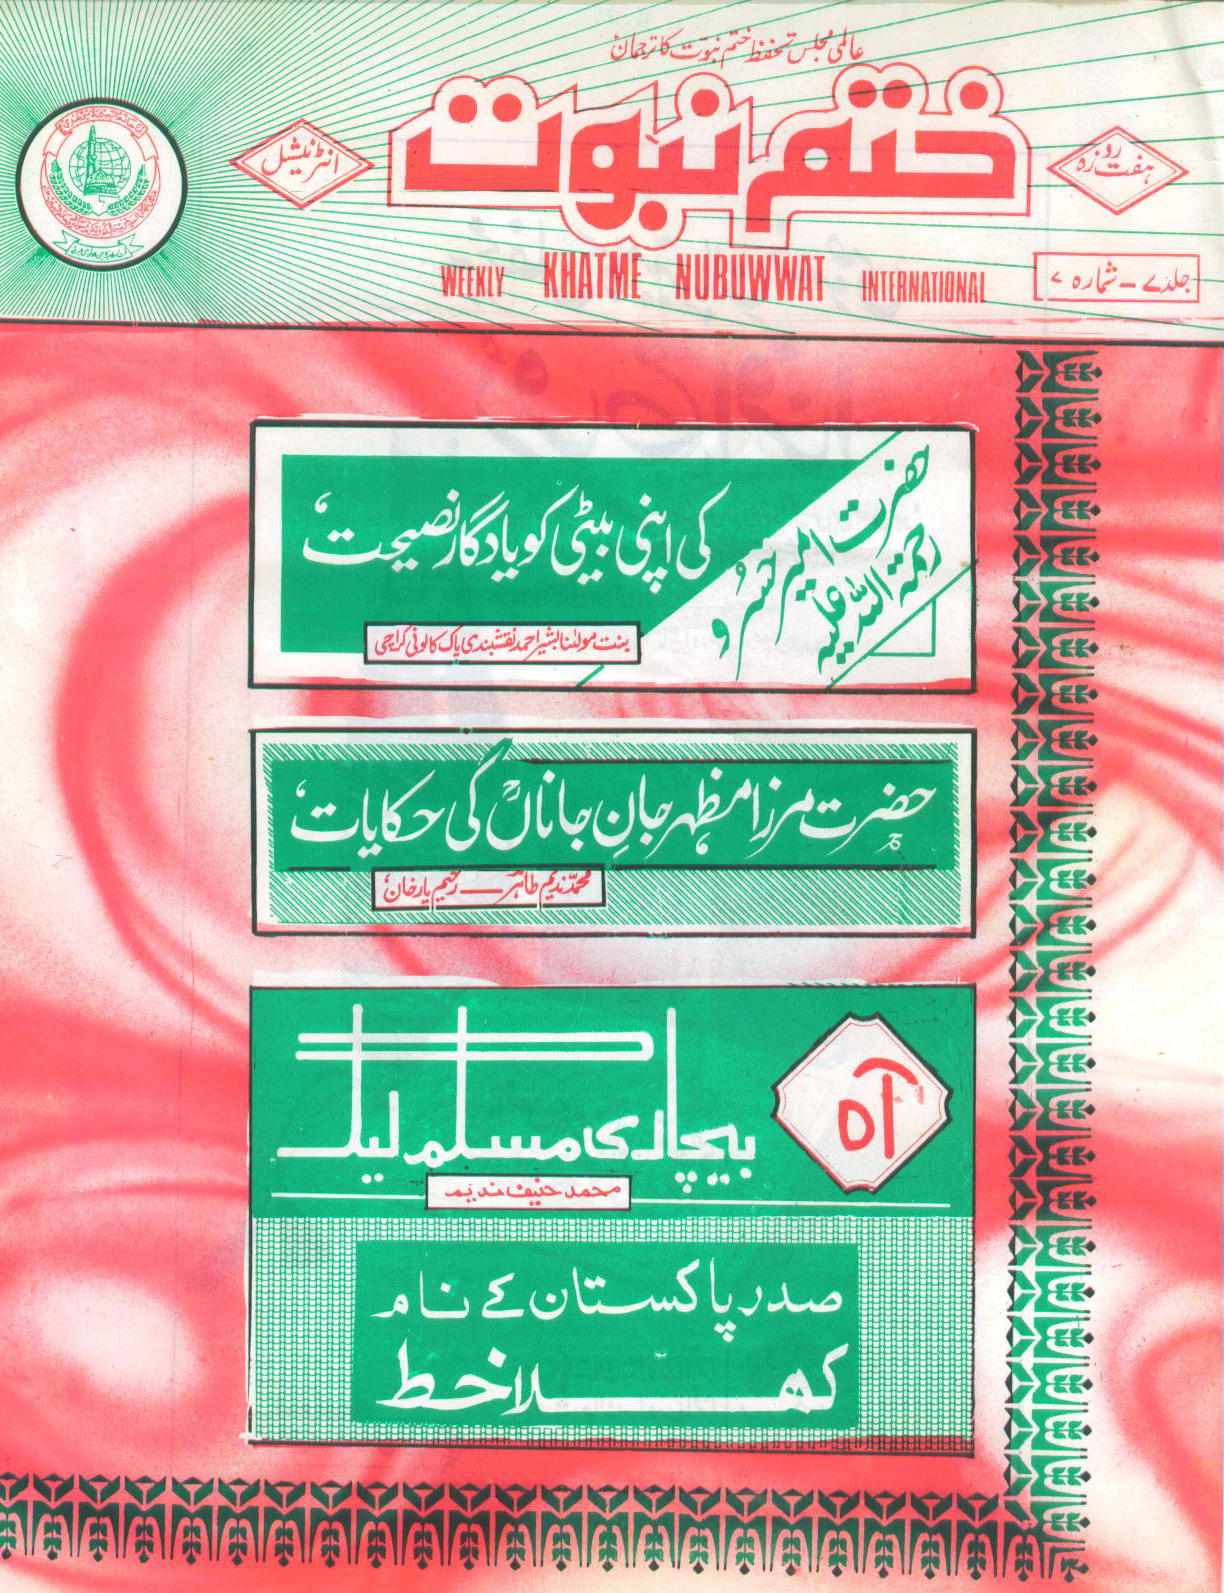 عالمی مجلس تحفظ ختم نبوت کا ترجمان
ہفت روزہ
ختم نبوت
انٹرنیشنل
WEEKLY KHATME NUBUWWAT INTERNATIONAL
جلد ۷ - شمارہ ۷
حضرت امیر خسرو
رحمۃ اللہ علیہ
کی اپنی بیٹی کو یادگار نصیحت
بنت مولانا بشیر احمد نقشبندی پاک کالونی کراچی
حضرت مرزا مظہر جانِ جاناںؒ کی حکایات
محمد ندیم طاہر — رحیم یار خان
آہ
بیچاری مسلم لیگ
محمد حنیف ندیم
صدر پاکستان کے نام
کھلا خط